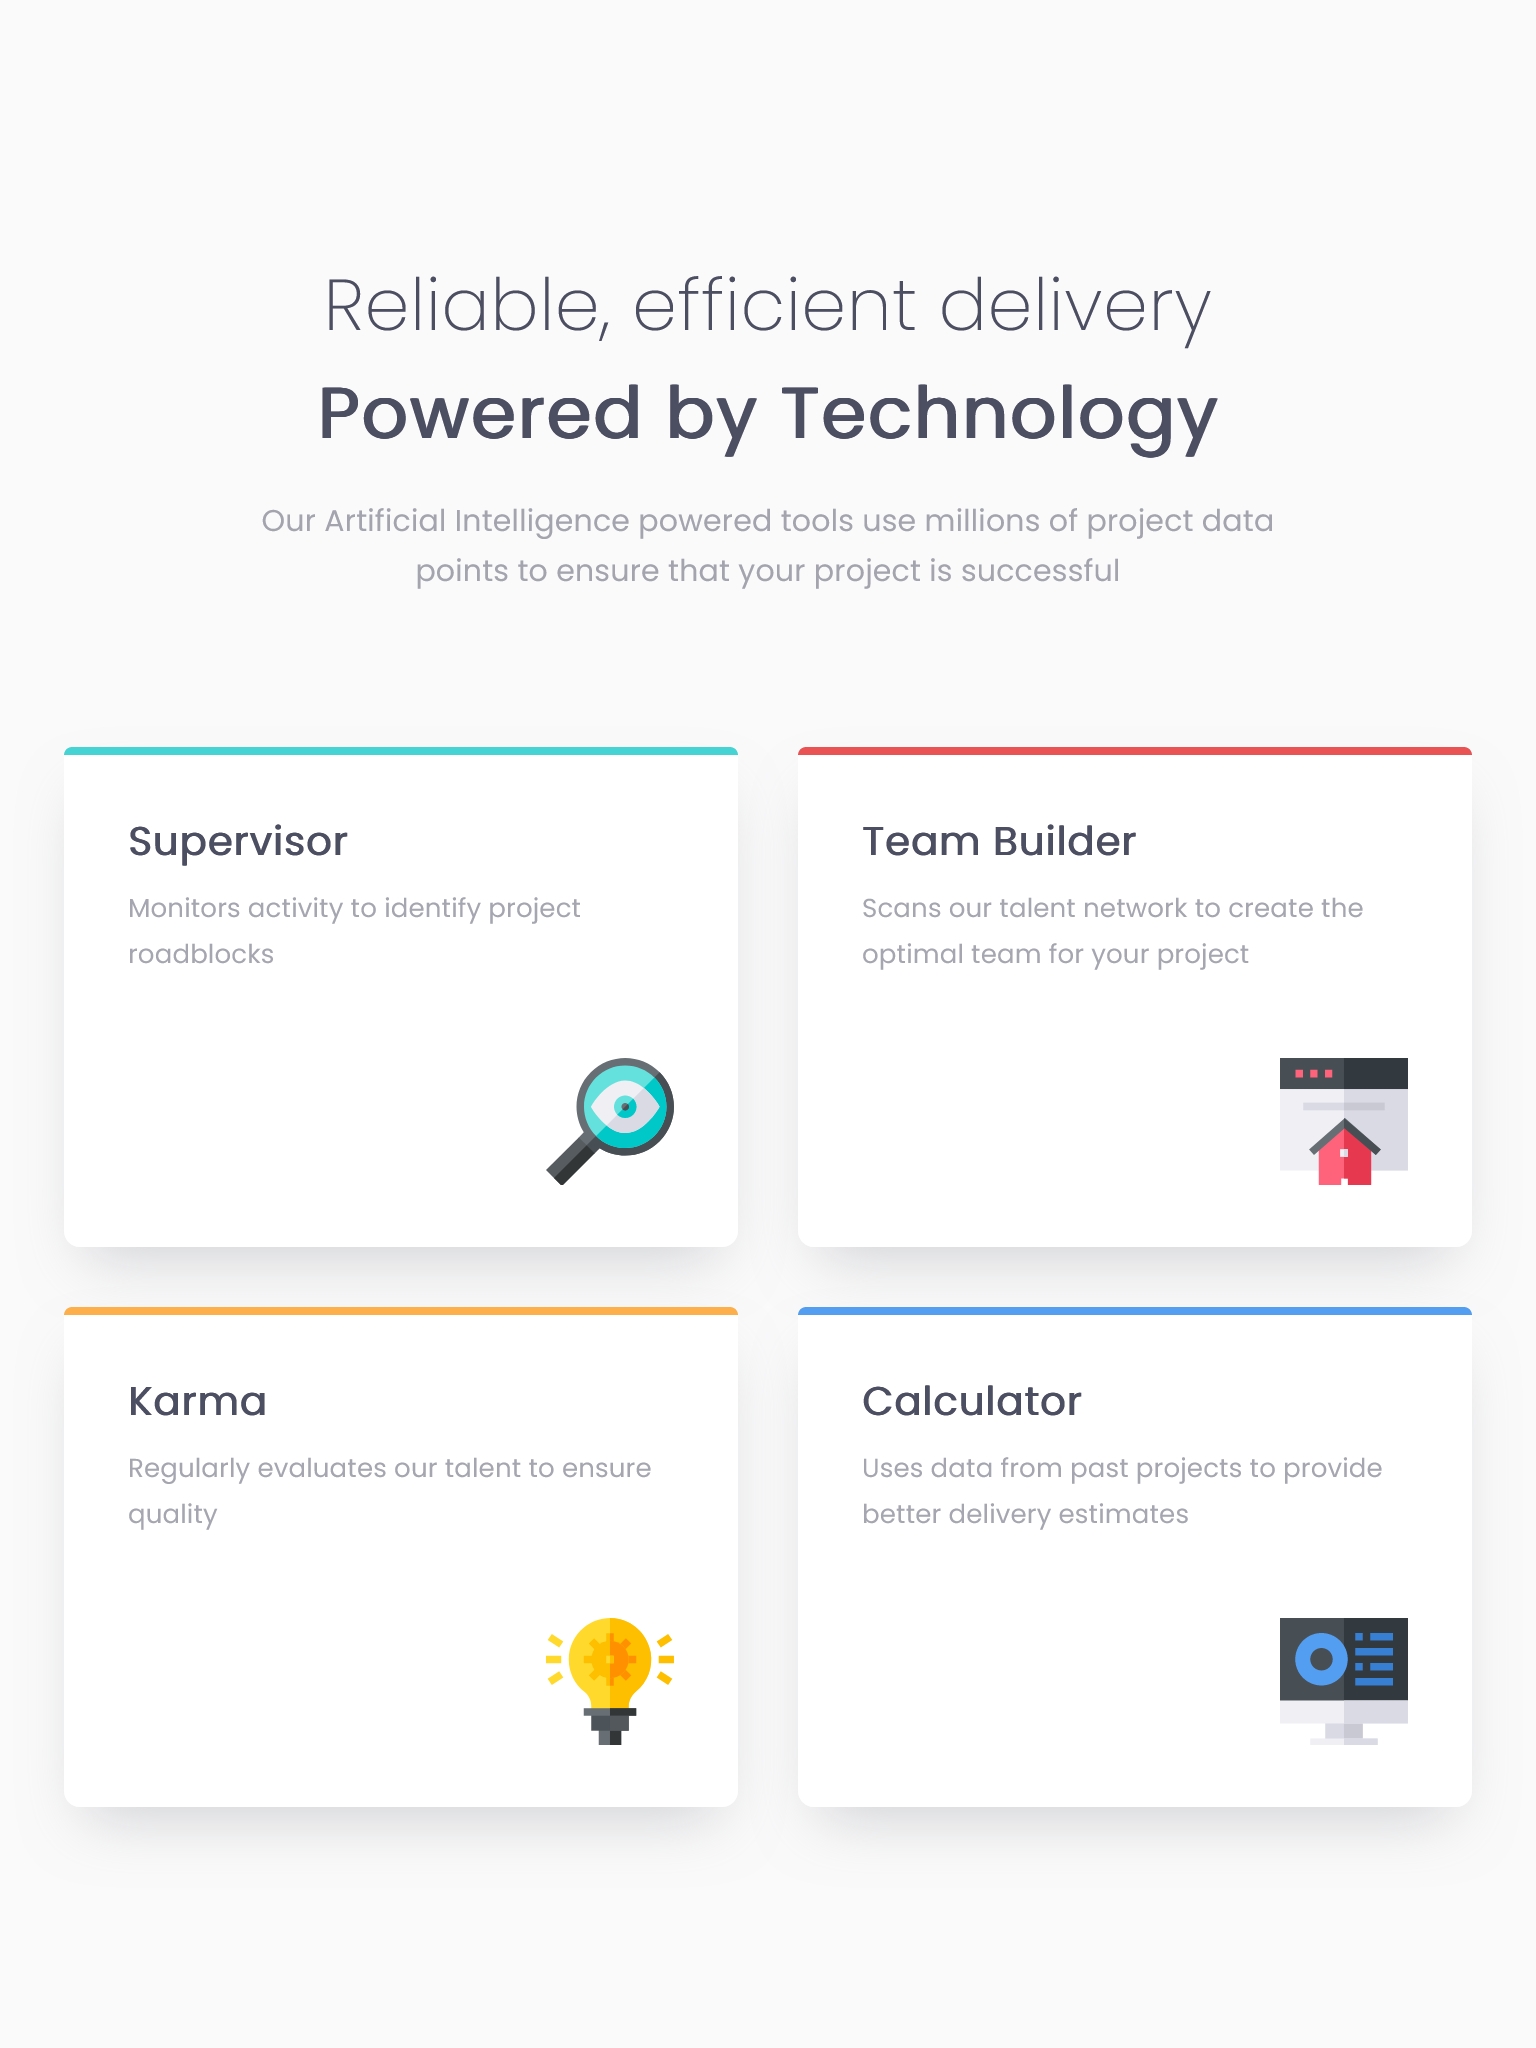 Reliable, efficient delivery
Powered by Technology
Our Artificial Intelligence powered tools use millions of project data
points to ensure that your project is successful
Supervisor
Monitors activity to identify project
roadblocks
Team Builder
Scans our talent network to create the
optimal team for your project
Karma
Regularly evaluates our talent to ensure
quality
Calculator
Uses data from past projects to provide
better delivery estimates